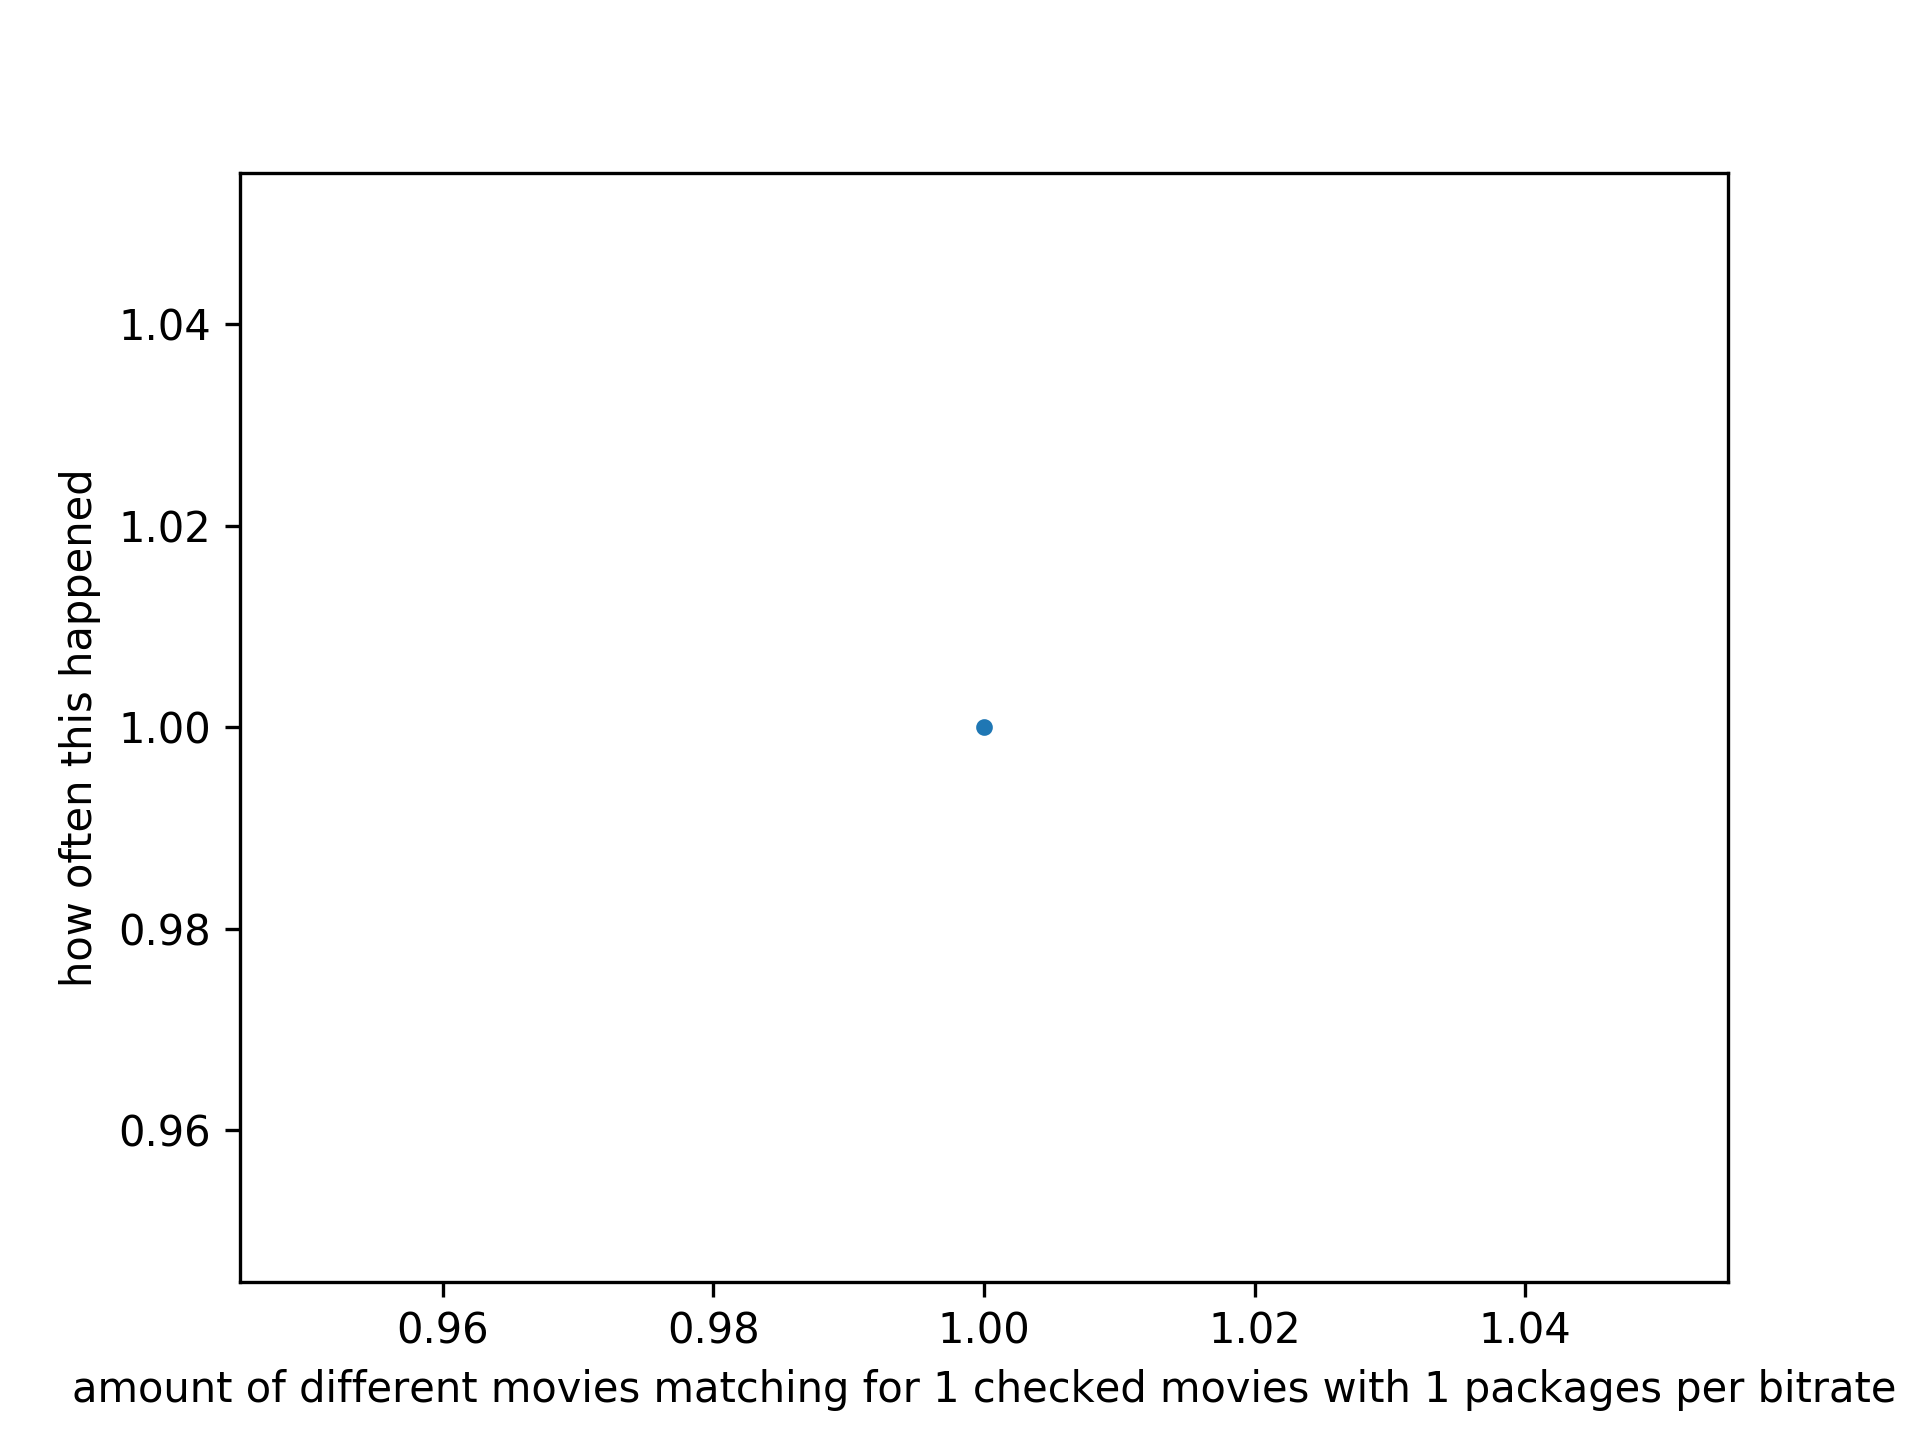 1.04
1.02
1.00
0.98
0.96
how often this happened
0.96 0.98 1.00 1.02 1.04
amount of different movies matching for 1 checked movies with 1 packages per bitrate